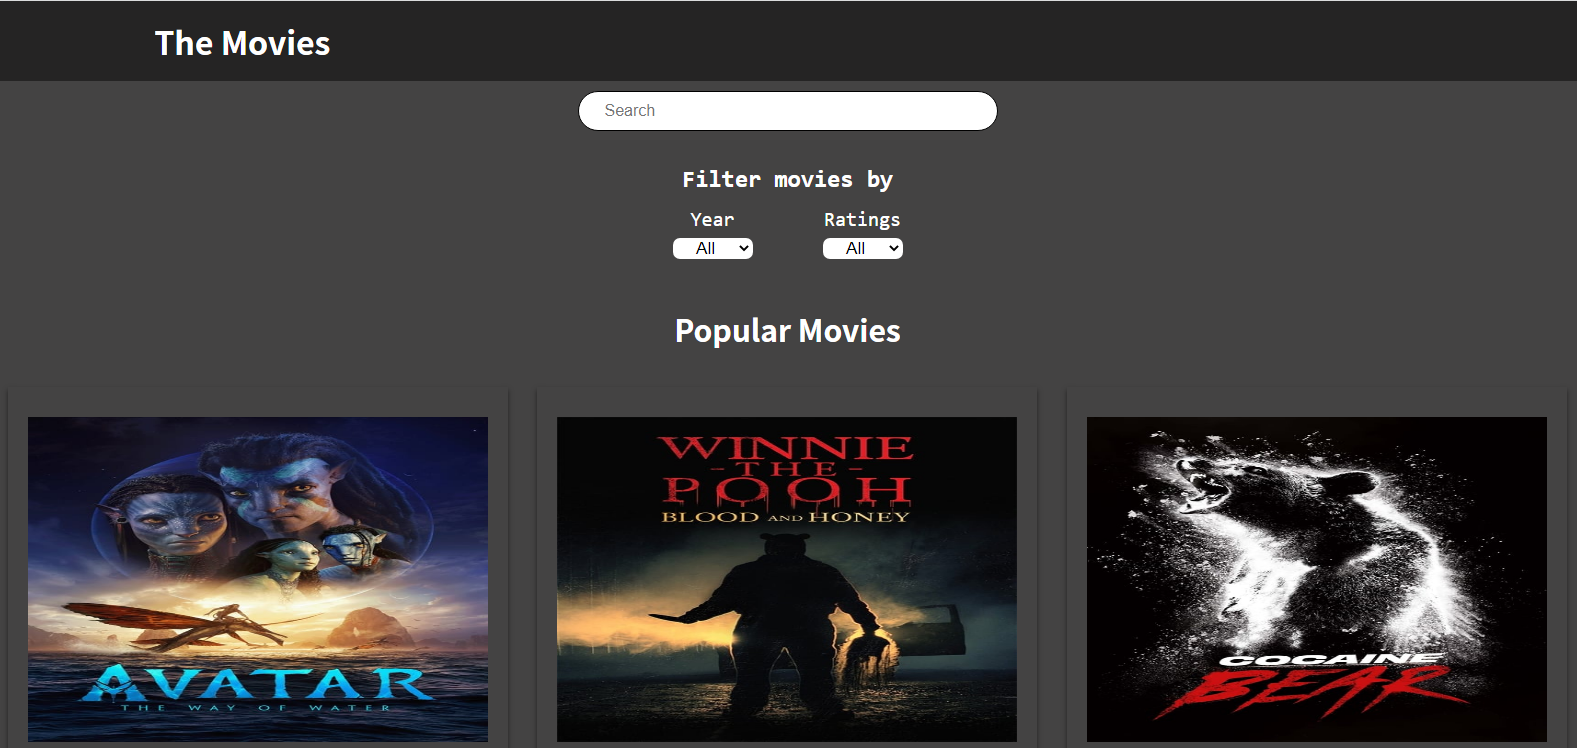 The Movies
Search
Filter movies by
Year Ratings
All All
Popular Movies
AVATAR
THE WAY OF WATER
WINNIE
-THE-
POOH
BLOOD AND HONEY
COCAINE
BEAR